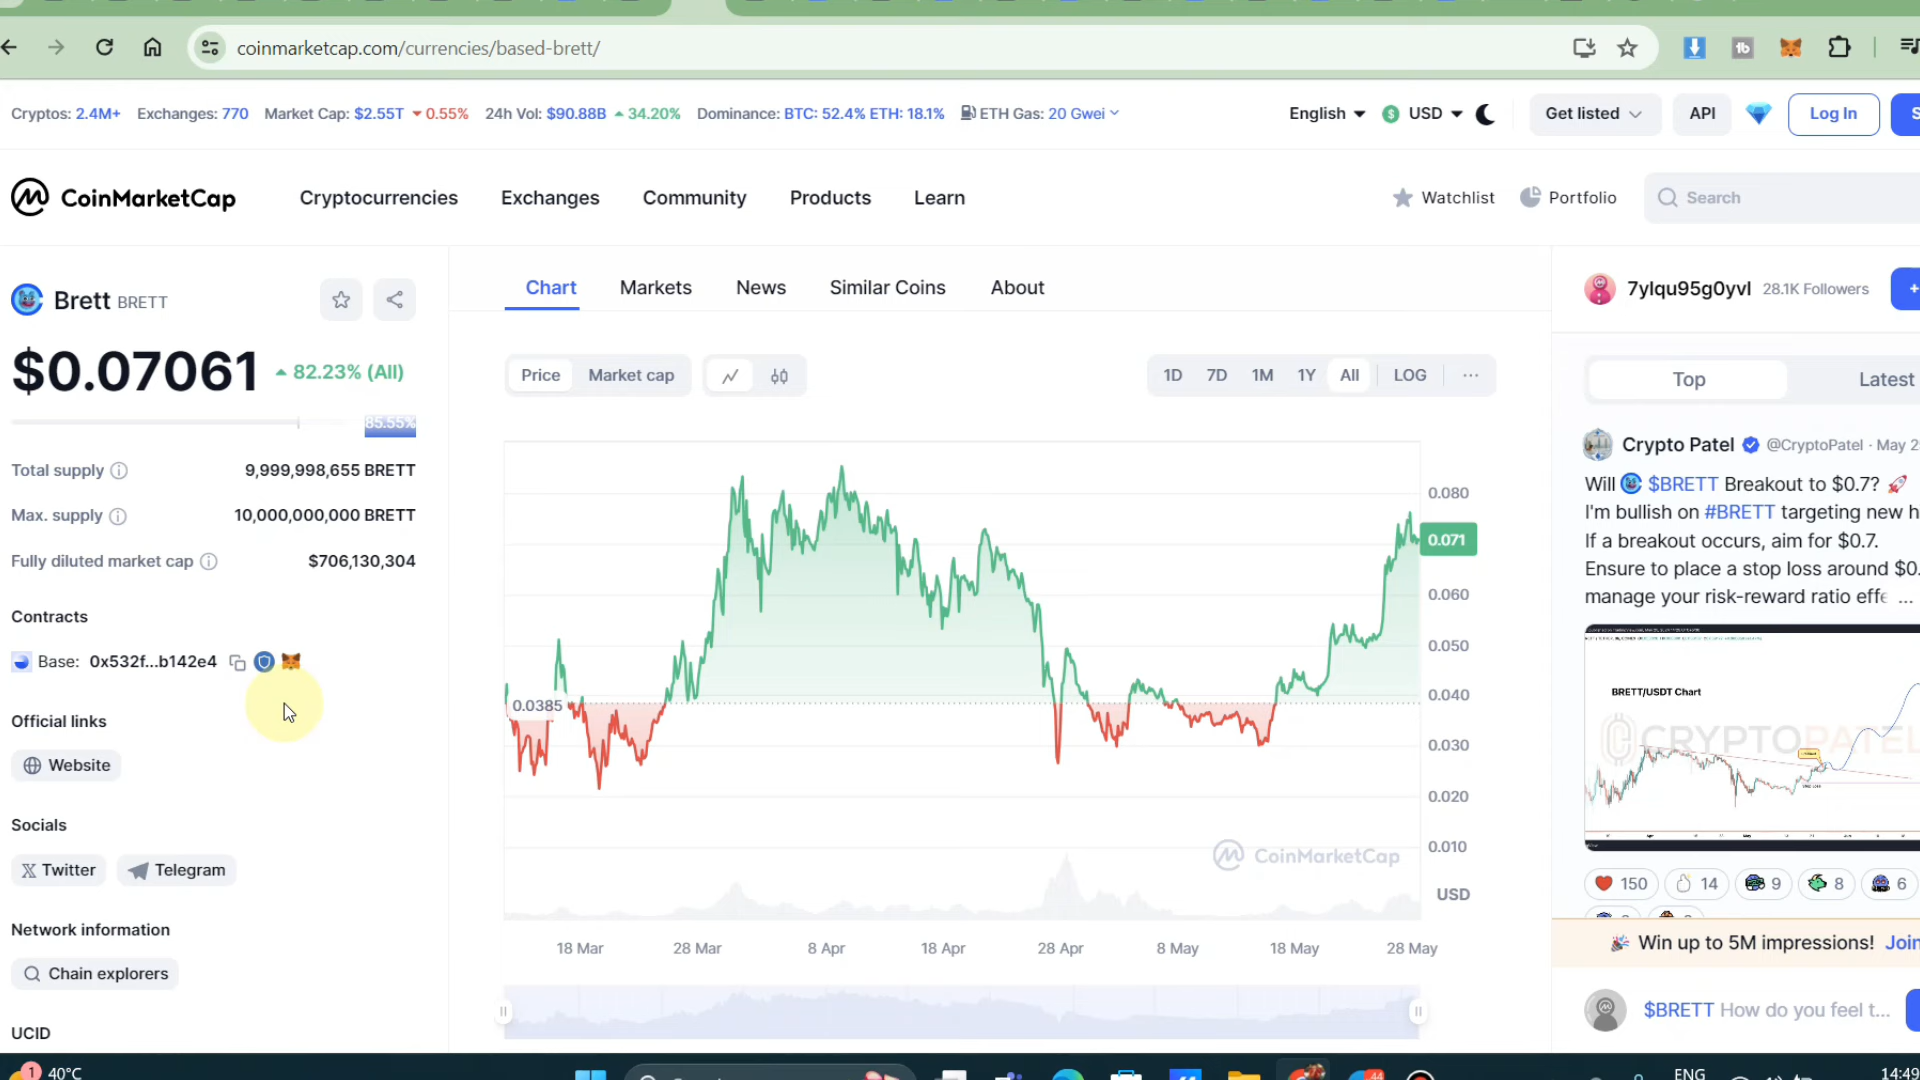 coinmarketcap.com/currencies/based-brett/
Cryptos: 2.4M+ Exchanges: 770 Market Cap: $2.55T 0.55% 24h Vol: $90.88B 34.20% Dominance: BTC: 52.4% ETH: 18.1% ETH Gas: 20 Gwei English USD Get listed API Log In
CoinMarketCap Cryptocurrencies Exchanges Community Products Learn Watchlist Portfolio Search
Brett BRETT
$0.07061 82.23% (All)
85.55%
Total supply 9,999,998,655 BRETT
Max. supply 10,000,000,000 BRETT
Fully diluted market cap $706,130,304
Contracts
Base: 0x532f...b142e4
Official links
Website
Socials
Twitter Telegram
Network information
Chain explorers
UCID
Chart Markets News Similar Coins About
Price Market cap 1D 7D 1M 1Y All LOG ...
0.080
0.071
0.060
0.050
0.040
0.0385
0.030
0.020
0.010
CoinMarketCap
USD
18 Mar 28 Mar 8 Apr 18 Apr 28 Apr 8 May 18 May 28 May
7ylqu95g0yvl 28.1K Followers
Top Latest
Crypto Patel @CryptoPatel · May 2
Will $BRETT Breakout to $0.7?
I'm bullish on #BRETT targeting new h
If a breakout occurs, aim for $0.7.
Ensure to place a stop loss around $0.
manage your risk-reward ratio effe ...
BRETT/USDT Chart
CRYPTOPATEL
150 14 9 8 6
Win up to 5M impressions! Join
$BRETT How do you feel t...
1 40°C
44
ENG
14:49